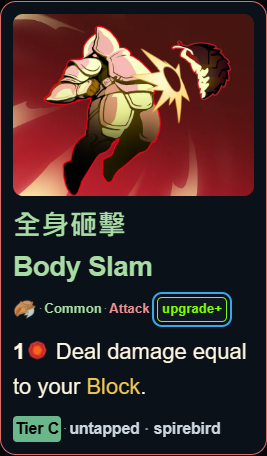 全身砸擊
Body Slam
· Common · Attack upgrade+
1 Deal damage equal
to your Block.
Tier C · untapped · spirebird